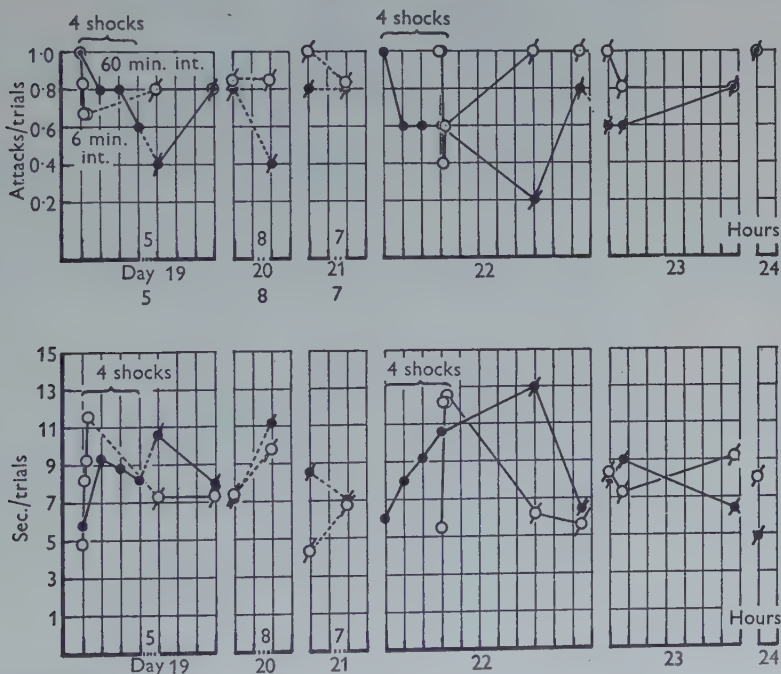 4 shocks
4 shocks
60 min. int.
6 min. int.
Attacks/trials
1·0
0·8
0·6
0·4
0·2
5
8
7
Hours
Day 19
20
21
22
23
24
5
8
7
4 shocks
4 shocks
Sec./trials
15
13
11
9
7
5
3
1
5
8
7
Hours
Day 19
20
21
22
23
24